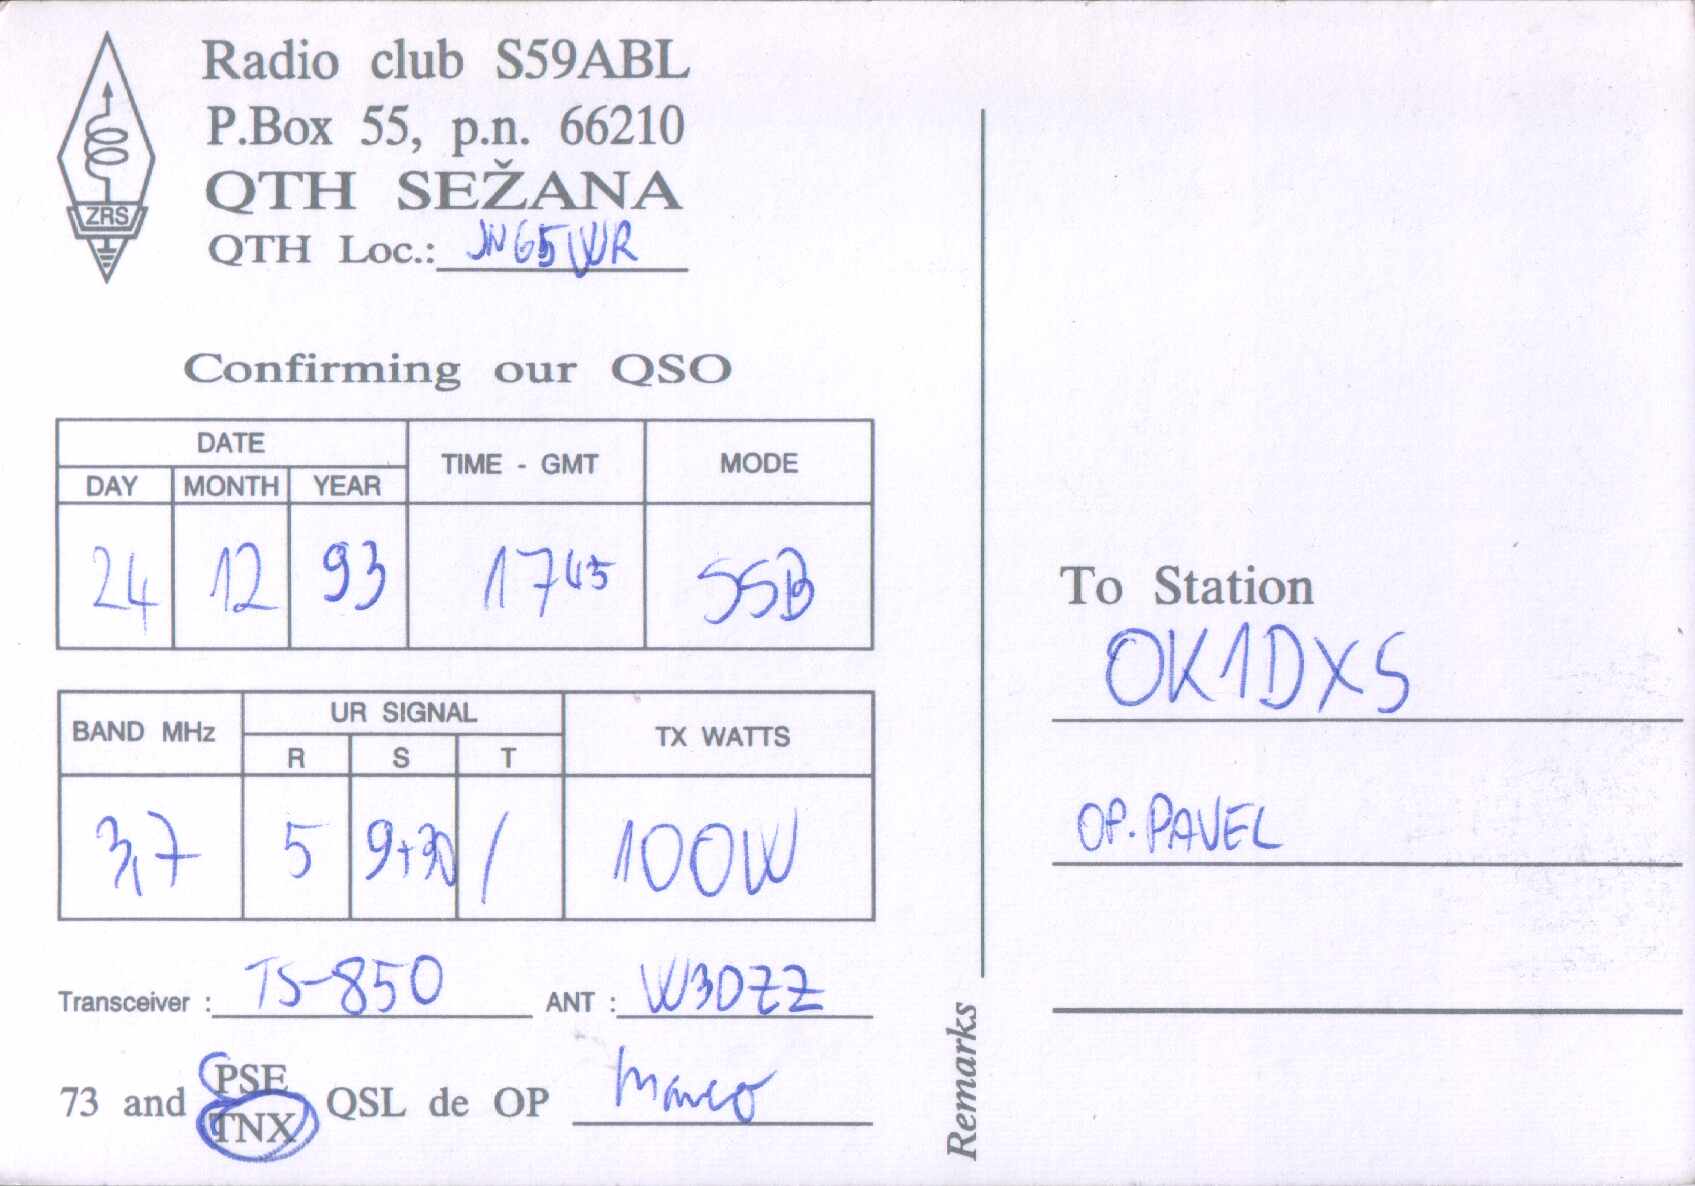 Radio club S59ABL
P.Box 55, p.n. 66210
QTH SEŽANA
QTH Loc.: JN65WR
ZRS
Confirming our QSO
DATE TIME - GMT MODE
DAY MONTH YEAR
24 12 93 1745 SSB
BAND MHz UR SIGNAL TX WATTS
R S T
3,7 5 9+30 / 100W
Transceiver : TS-850 ANT : W3DZZ
73 and PSE TNX QSL de OP Marco
Remarks
To Station
OK1DXS
OP. PAVEL